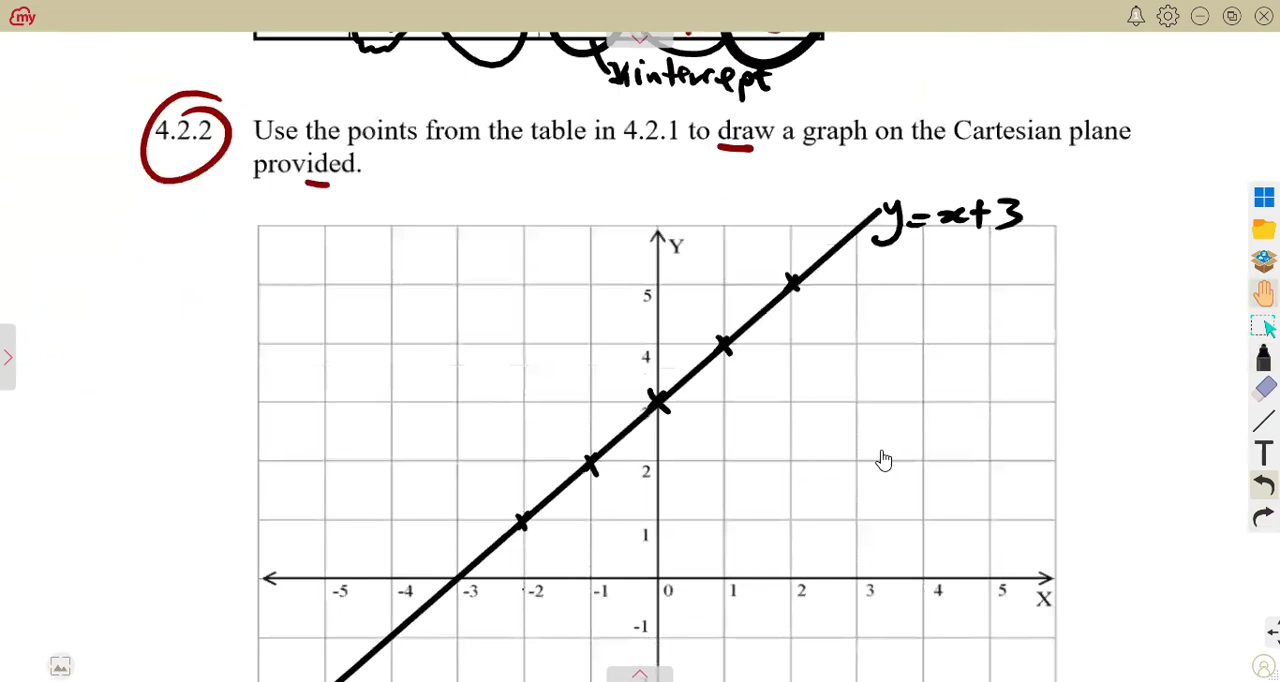 my
x intercept
4.2.2 Use the points from the table in 4.2.1 to draw a graph on the Cartesian plane
provided.
y = x + 3
Y
5
4
2
1
-5 -4 -3 -2 -1 0 1 2 3 4 5
X
-1
T